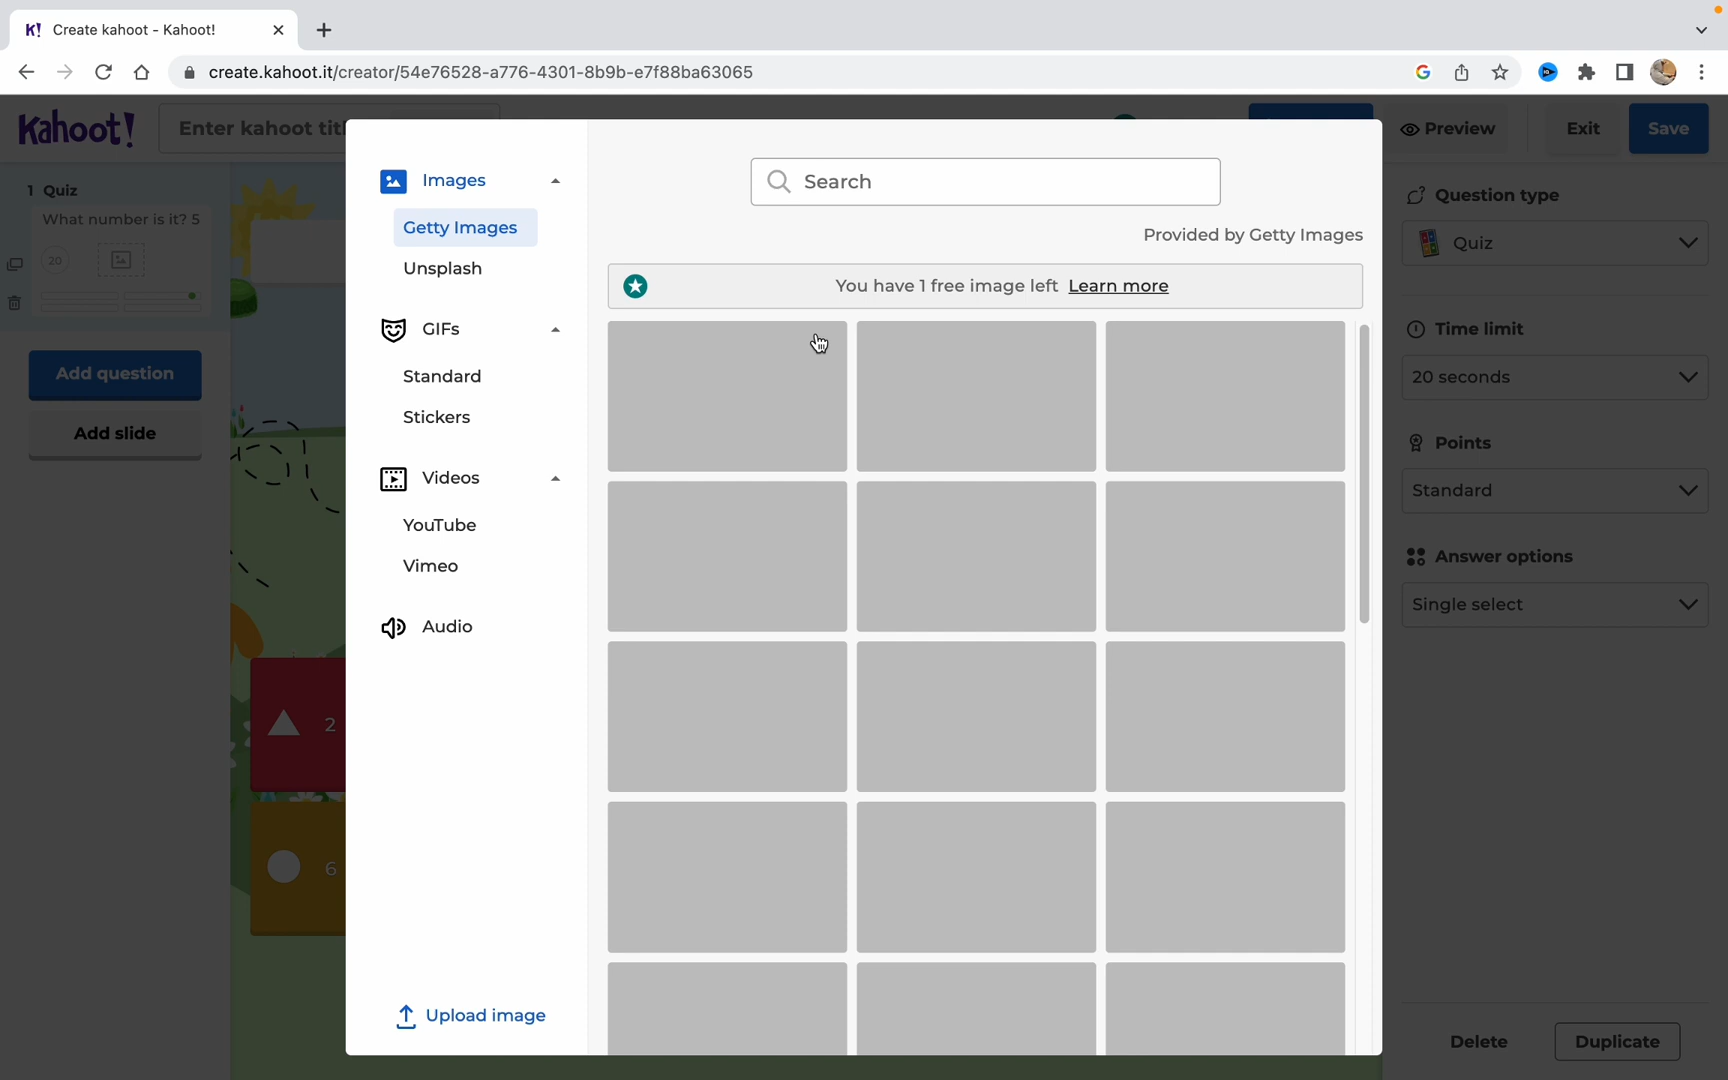 K! Create kahoot - Kahoot!
create.kahoot.it/creator/54e76528-a776-4301-8b9b-e7f88ba63065
Kahoot!
Enter kahoot titl
Preview
Exit
Save
1 Quiz
What number is it? 5
20
Add question
Add slide
2
6
Images
Getty Images
Unsplash
GIFs
Standard
Stickers
Videos
YouTube
Vimeo
Audio
Upload image
Search
Provided by Getty Images
You have 1 free image left Learn more
Question type
Quiz
Time limit
20 seconds
Points
Standard
Answer options
Single select
Delete
Duplicate